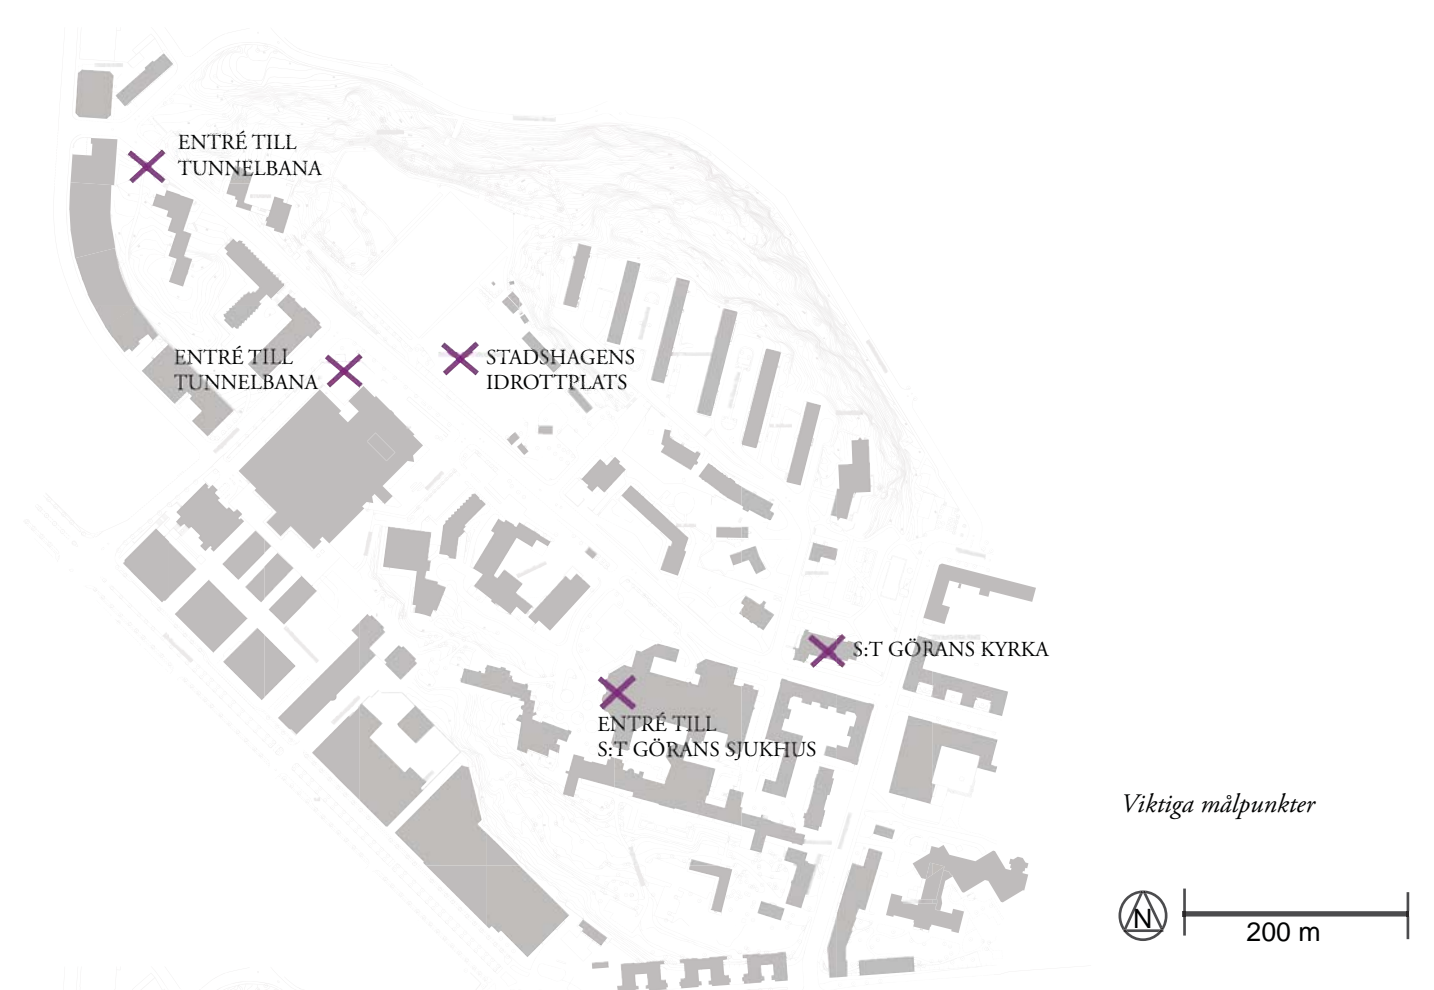 ENTRÉ TILL
TUNNELBANA
ENTRÉ TILL
TUNNELBANA
STADSHAGENS
IDROTTPLATS
S:T GÖRANS KYRKA
ENTRÉ TILL
S:T GÖRANS SJUKHUS
Viktiga målpunkter
N
200 m